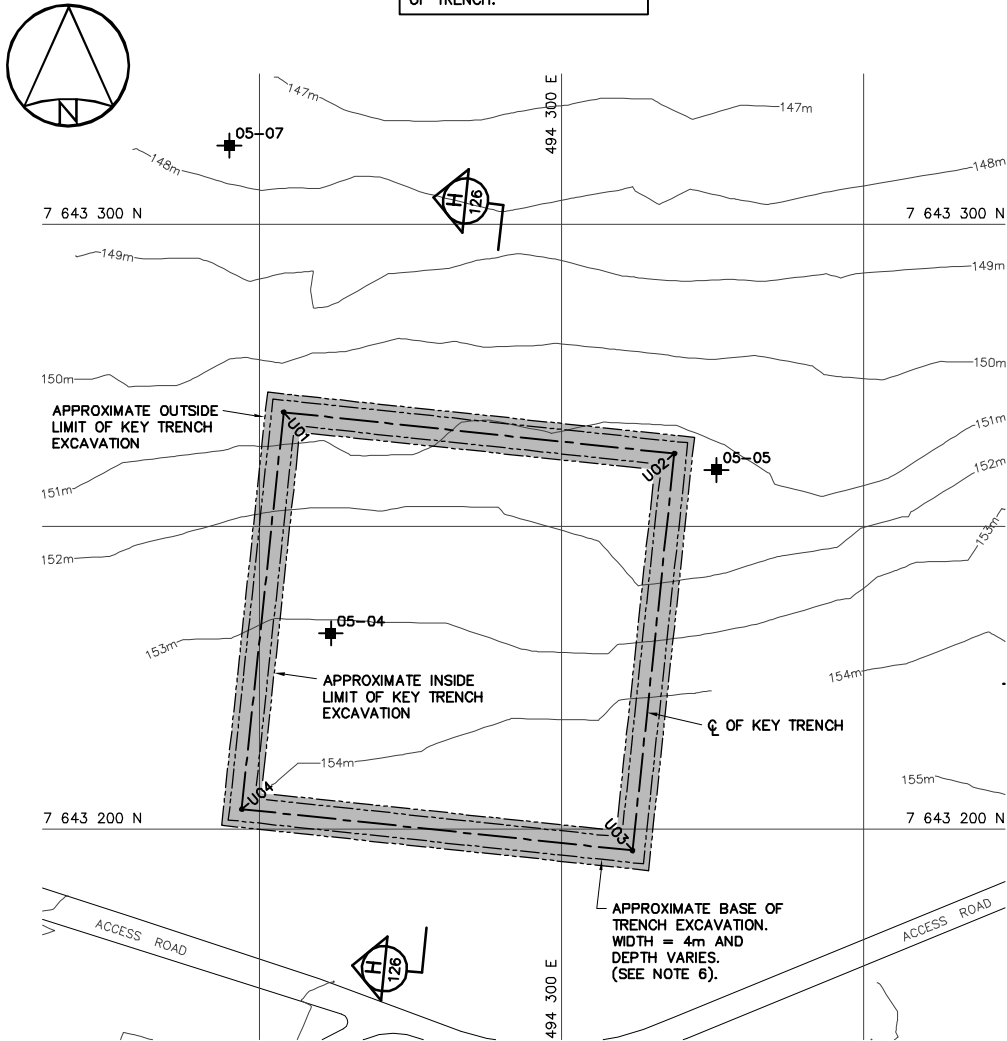 OF TRENCH.
N
147m
494 300 E
147m
05-07
148m
148m
H
126
7 643 300 N
7 643 300 N
149m
149m
150m
150m
APPROXIMATE OUTSIDE
LIMIT OF KEY TRENCH
EXCAVATION
U01
151m
U02
05-05
152m
151m
152m
153m
05-04
153m
APPROXIMATE INSIDE
LIMIT OF KEY TRENCH
EXCAVATION
154m
℄ OF KEY TRENCH
154m
155m
U04
7 643 200 N
U03
7 643 200 N
APPROXIMATE BASE OF
TRENCH EXCAVATION.
WIDTH = 4m AND
DEPTH VARIES.
(SEE NOTE 6).
ACCESS ROAD
ACCESS ROAD
H
126
494 300 E